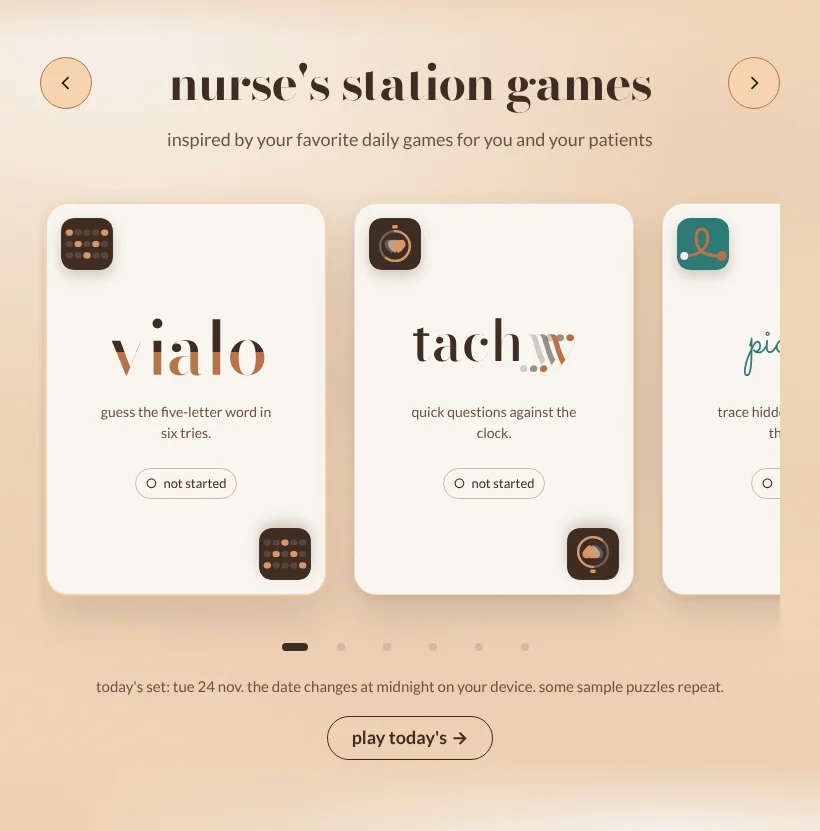 nurse's station games
inspired by your favorite daily games for you and your patients
vialo
guess the five-letter word in
six tries.
not started
tachy
quick questions against the
clock.
not started
trace
today's set: tue 24 nov. the date changes at midnight on your device. some sample puzzles repeat.
play today's →